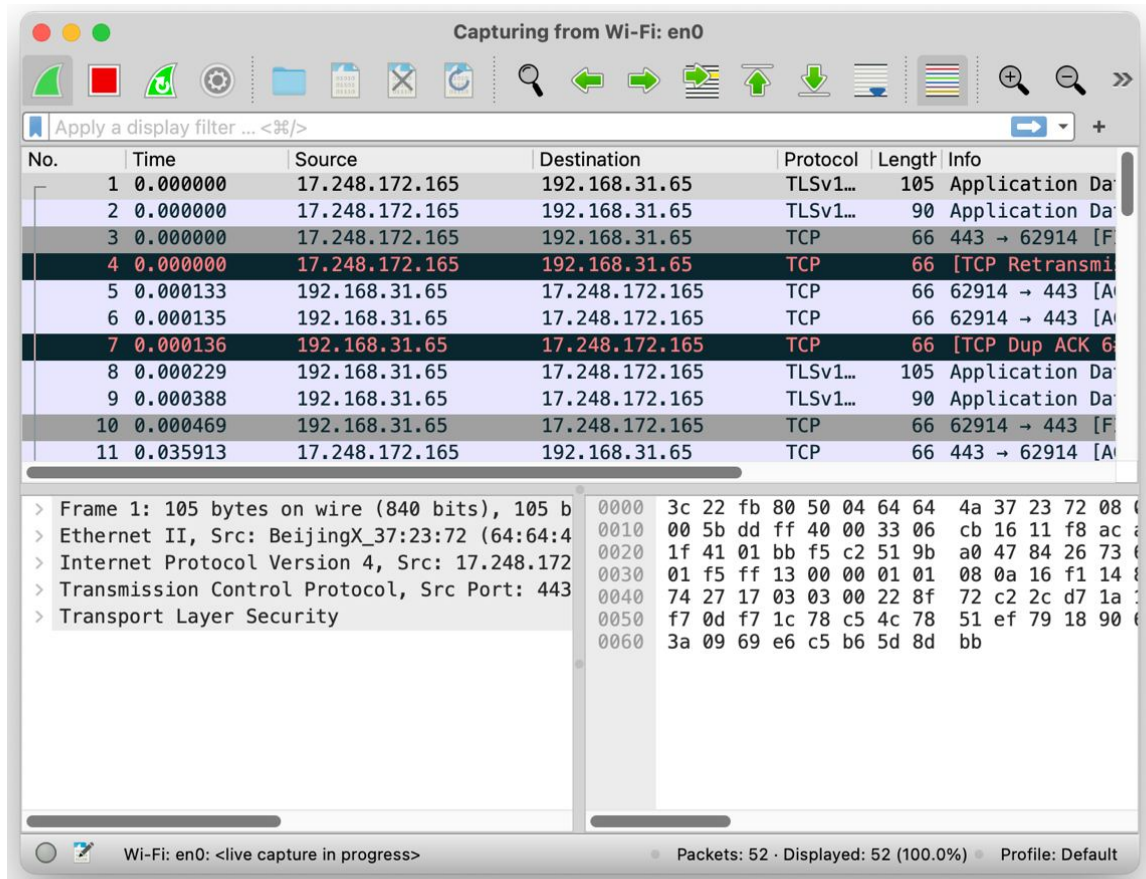 Capturing from Wi-Fi: en0
Apply a display filter ... <⌘/>
No. Time Source Destination Protocol Length Info
1 0.000000 17.248.172.165 192.168.31.65 TLSv1… 105 Application Da
2 0.000000 17.248.172.165 192.168.31.65 TLSv1… 90 Application Da
3 0.000000 17.248.172.165 192.168.31.65 TCP 66 443 → 62914 [F
4 0.000000 17.248.172.165 192.168.31.65 TCP 66 [TCP Retransmi
5 0.000133 192.168.31.65 17.248.172.165 TCP 66 62914 → 443 [A
6 0.000135 192.168.31.65 17.248.172.165 TCP 66 62914 → 443 [A
7 0.000136 192.168.31.65 17.248.172.165 TCP 66 [TCP Dup ACK 6
8 0.000229 192.168.31.65 17.248.172.165 TLSv1… 105 Application Da
9 0.000388 192.168.31.65 17.248.172.165 TLSv1… 90 Application Da
10 0.000469 192.168.31.65 17.248.172.165 TCP 66 62914 → 443 [F
11 0.035913 17.248.172.165 192.168.31.65 TCP 66 443 → 62914 [A
> Frame 1: 105 bytes on wire (840 bits), 105 b
> Ethernet II, Src: BeijingX_37:23:72 (64:64:4
> Internet Protocol Version 4, Src: 17.248.172
> Transmission Control Protocol, Src Port: 443
> Transport Layer Security
0000 3c 22 fb 80 50 04 64 64 4a 37 23 72 08
0010 00 5b dd ff 40 00 33 06 cb 16 11 f8 ac
0020 1f 41 01 bb f5 c2 51 9b a0 47 84 26 73
0030 01 f5 ff 13 00 00 01 01 08 0a 16 f1 14
0040 74 27 17 03 03 00 22 8f 72 c2 2c d7 1a
0050 f7 0d f7 1c 78 c5 4c 78 51 ef 79 18 90
0060 3a 09 69 e6 c5 b6 5d 8d bb
Wi-Fi: en0: <live capture in progress> Packets: 52 · Displayed: 52 (100.0%) Profile: Default